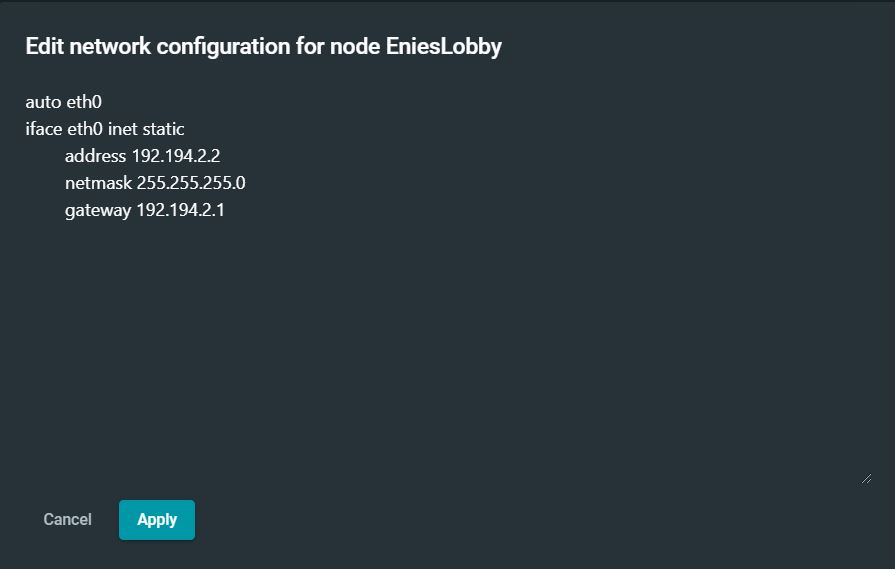 Edit network configuration for node EniesLobby
auto eth0
iface eth0 inet static
address 192.194.2.2
netmask 255.255.255.0
gateway 192.194.2.1
Cancel
Apply